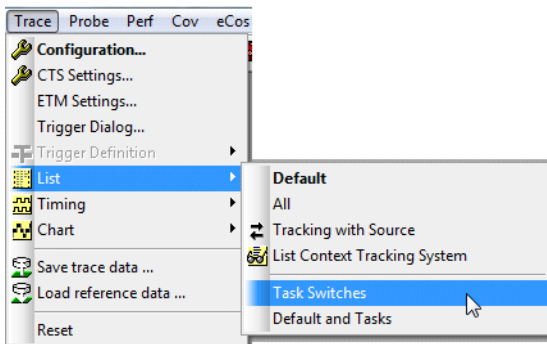 Trace Probe Perf Cov eCos
Configuration...
CTS Settings...
ETM Settings...
Trigger Dialog...
Trigger Definition
List
Timing
Chart
Save trace data ...
Load reference data ...
Reset
Default
All
Tracking with Source
List Context Tracking System
Task Switches
Default and Tasks